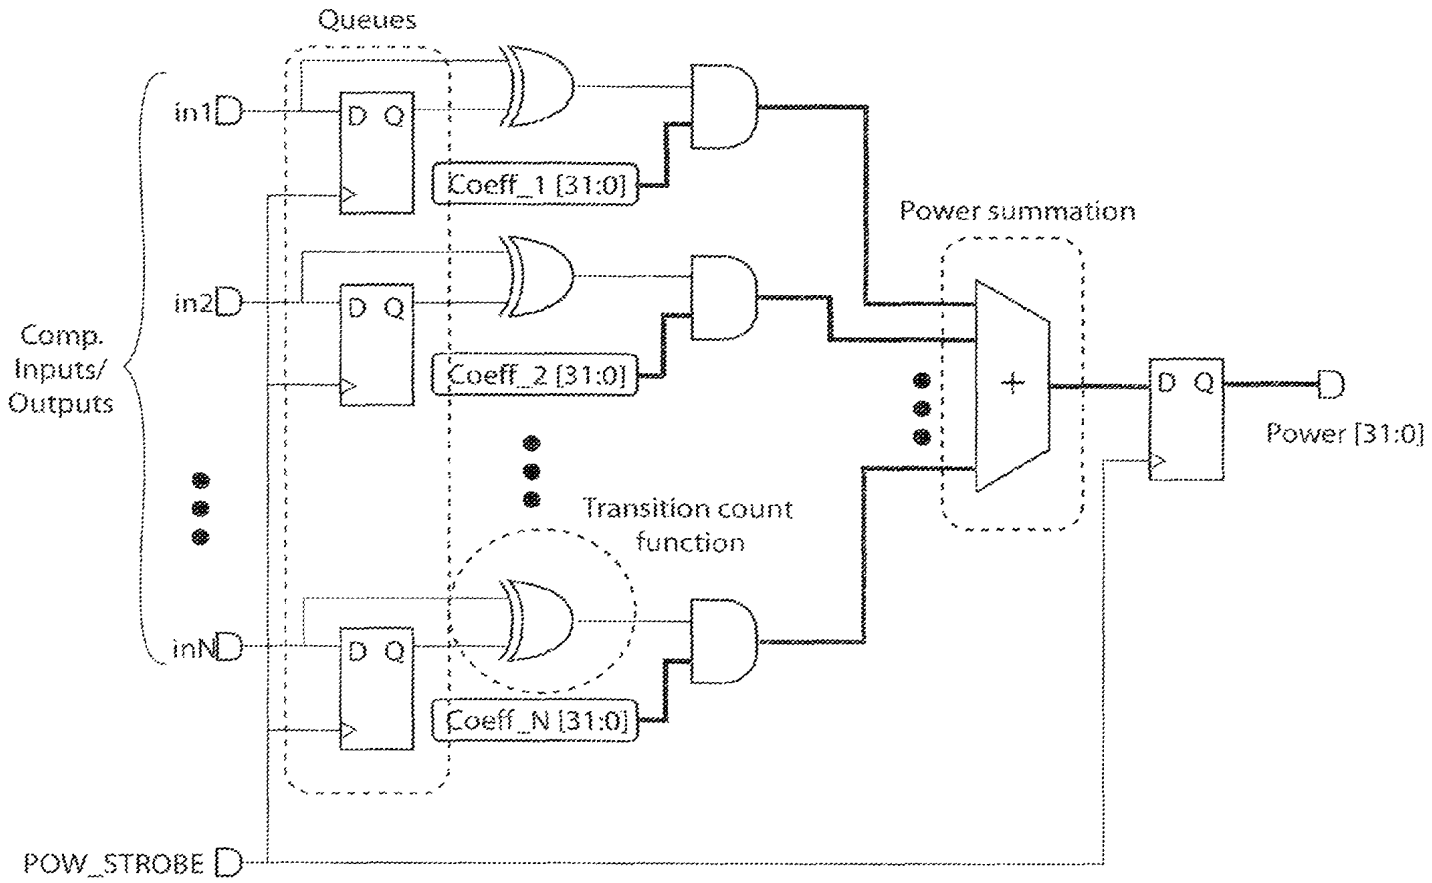 Queues
in1
D Q
Coeff_1 [31:0]
Power summation
in2
D Q
Comp.
Inputs/
Outputs
Coeff_2 [31:0]
+
D Q
Power [31:0]
Transition count
function
inN
D Q
Coeff_N [31:0]
POW_STROBE